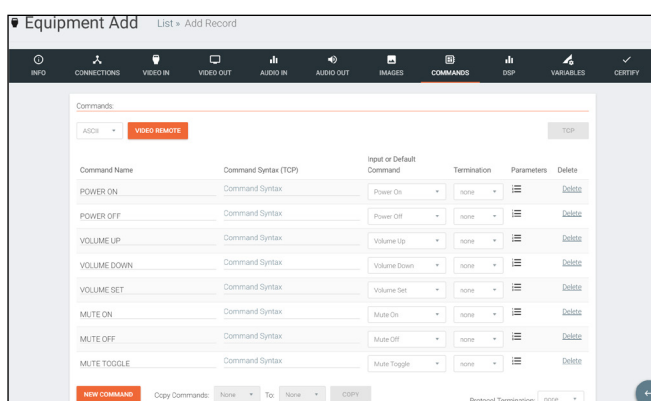 Equipment Add List » Add Record
INFO CONNECTIONS VIDEO IN VIDEO OUT AUDIO IN AUDIO OUT IMAGES COMMANDS DSP VARIABLES CERTIFY
Commands:
ASCII VIDEO REMOTE TCP
Input or Default
Command Name Command Syntax (TCP) Command Termination Parameters Delete
POWER ON Command Syntax Power On none Delete
POWER OFF Command Syntax Power Off none Delete
VOLUME UP Command Syntax Volume Up none Delete
VOLUME DOWN Command Syntax Volume Down none Delete
VOLUME SET Command Syntax Volume Set none Delete
MUTE ON Command Syntax Mute On none Delete
MUTE OFF Command Syntax Mute Off none Delete
MUTE TOGGLE Command Syntax Mute Toggle none Delete
NEW COMMAND Copy Commands: None To: None COPY Protocol Termination: none